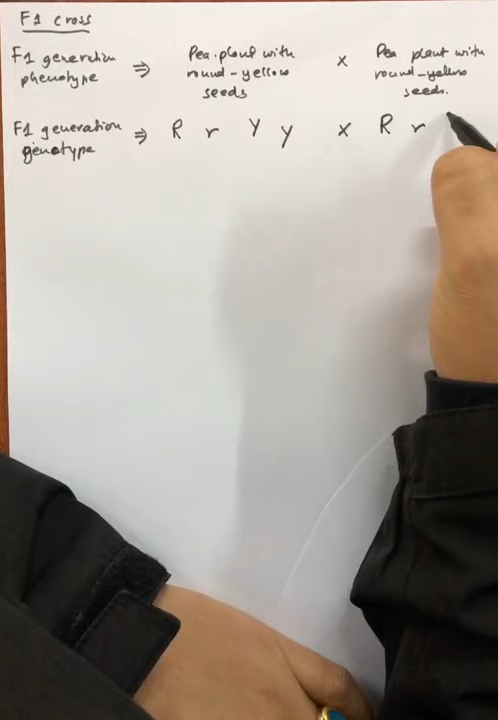 F1 cross
F1 generation phenotype ⇒ Pea plant with round-yellow seeds × Pea plant with round-yellow seeds.
F1 generation genotype ⇒ R r Y y × R r